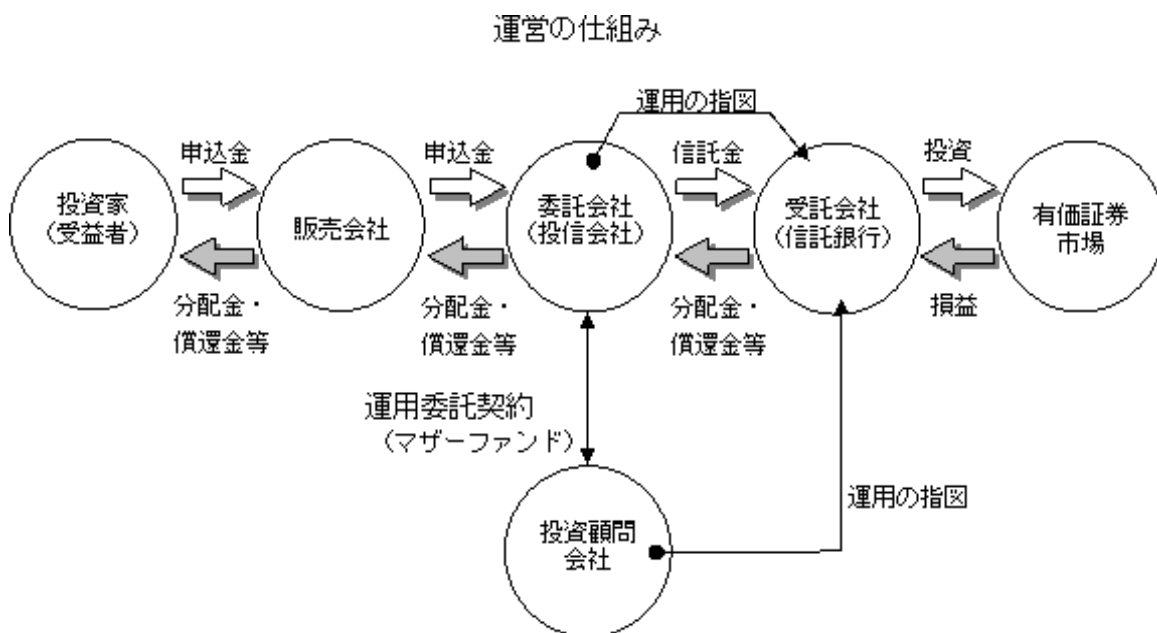 運営の仕組み
運用の指図
申込金
申込金
信託金
投資
投資家
(受益者)
販売会社
委託会社
(投信会社)
受託会社
(信託銀行)
有価証券
市場
分配金・
償還金等
分配金・
償還金等
分配金・
償還金等
損益
運用委託契約
(マザーファンド)
運用の指図
投資顧問
会社